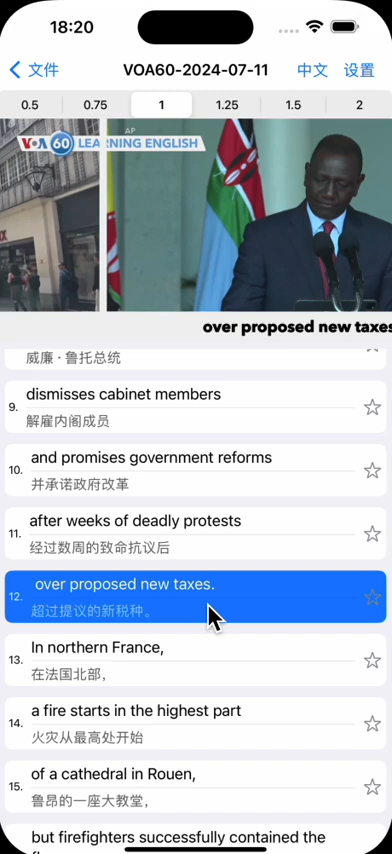 18:20
文件
VOA60-2024-07-11
中文 设置
0.5 0.75 1 1.25 1.5 2
AP
VOA 60 LEARNING ENGLISH
over proposed new taxes
威廉·鲁托总统
9. dismisses cabinet members
解雇内阁成员
10. and promises government reforms
并承诺政府改革
11. after weeks of deadly protests
经过数周的致命抗议后
12. over proposed new taxes.
超过提议的新税种。
13. In northern France,
在法国北部，
14. a fire starts in the highest part
火灾从最高处开始
15. of a cathedral in Rouen,
鲁昂的一座大教堂，
but firefighters successfully contained the